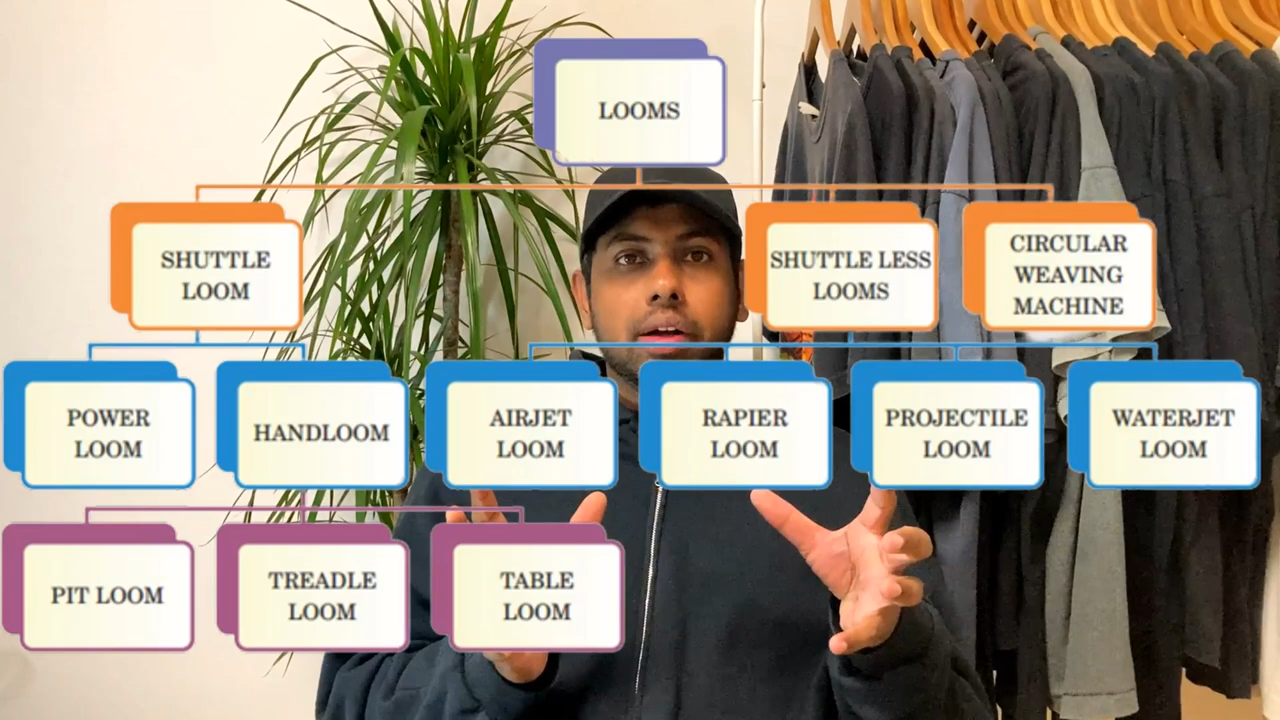 LOOMS
SHUTTLE
LOOM
SHUTTLE LESS
LOOMS
CIRCULAR
WEAVING
MACHINE
POWER
LOOM
HANDLOOM
AIRJET
LOOM
RAPIER
LOOM
PROJECTILE
LOOM
WATERJET
LOOM
PIT LOOM
TREADLE
LOOM
TABLE
LOOM